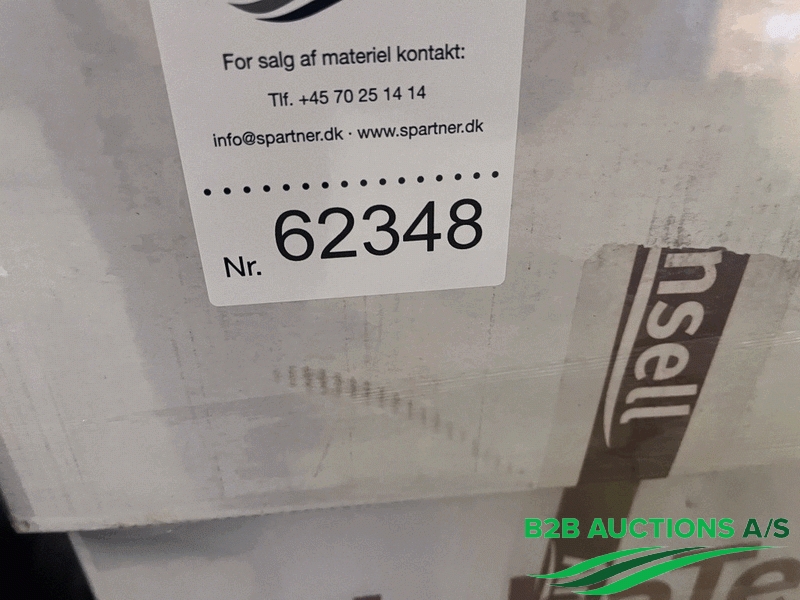 For salg af materiel kontakt:
Tlf. +45 70 25 14 14
info@spartner.dk · www.spartner.dk
Nr. 62348
nsell
B2B AUCTIONS A/S